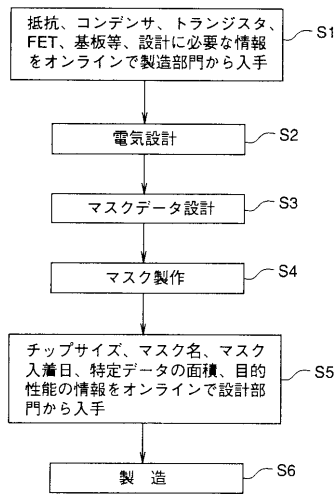 抵抗、コンデンサ、トランジスタ、
FET、基板等、設計に必要な情報
をオンラインで製造部門から入手
S1
電気設計
S2
マスクデータ設計
S3
マスク製作
S4
チップサイズ、マスク名、マスク
入着日、特定データの面積、目的
性能の情報をオンラインで設計部
門から入手
S5
製 造
S6